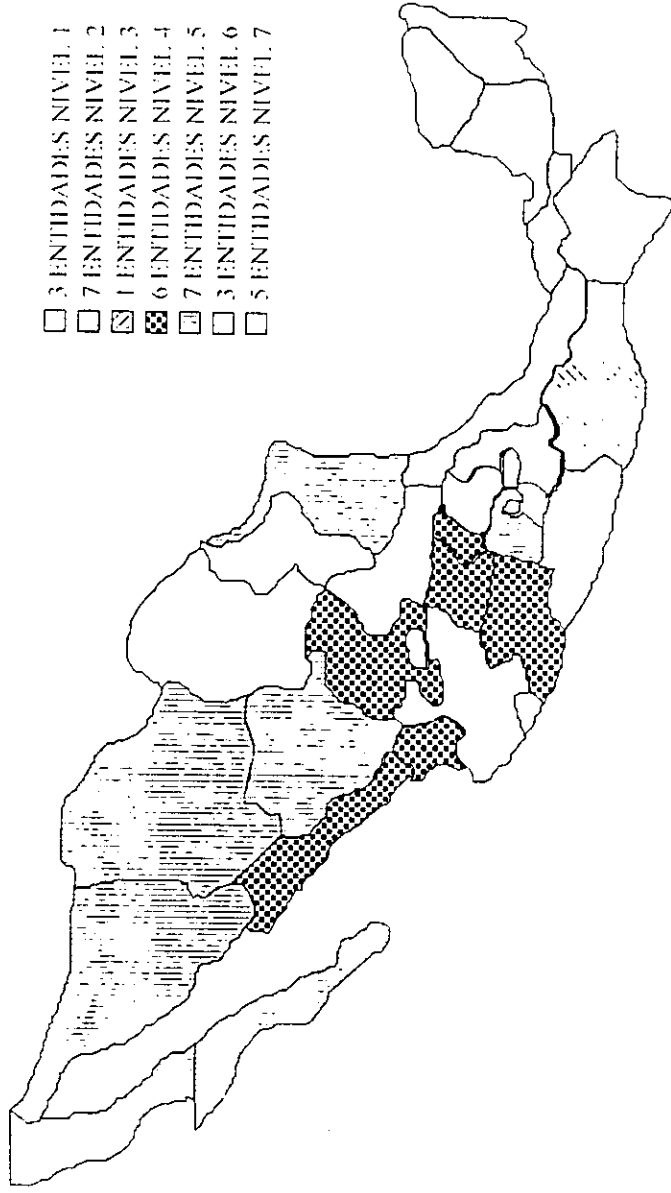 3 ENTIDADES NIVEL 1
7 ENTIDADES NIVEL 2
1 ENTIDADES NIVEL 3
6 ENTIDADES NIVEL 4
7 ENTIDADES NIVEL 5
3 ENTIDADES NIVEL 6
5 ENTIDADES NIVEL 7